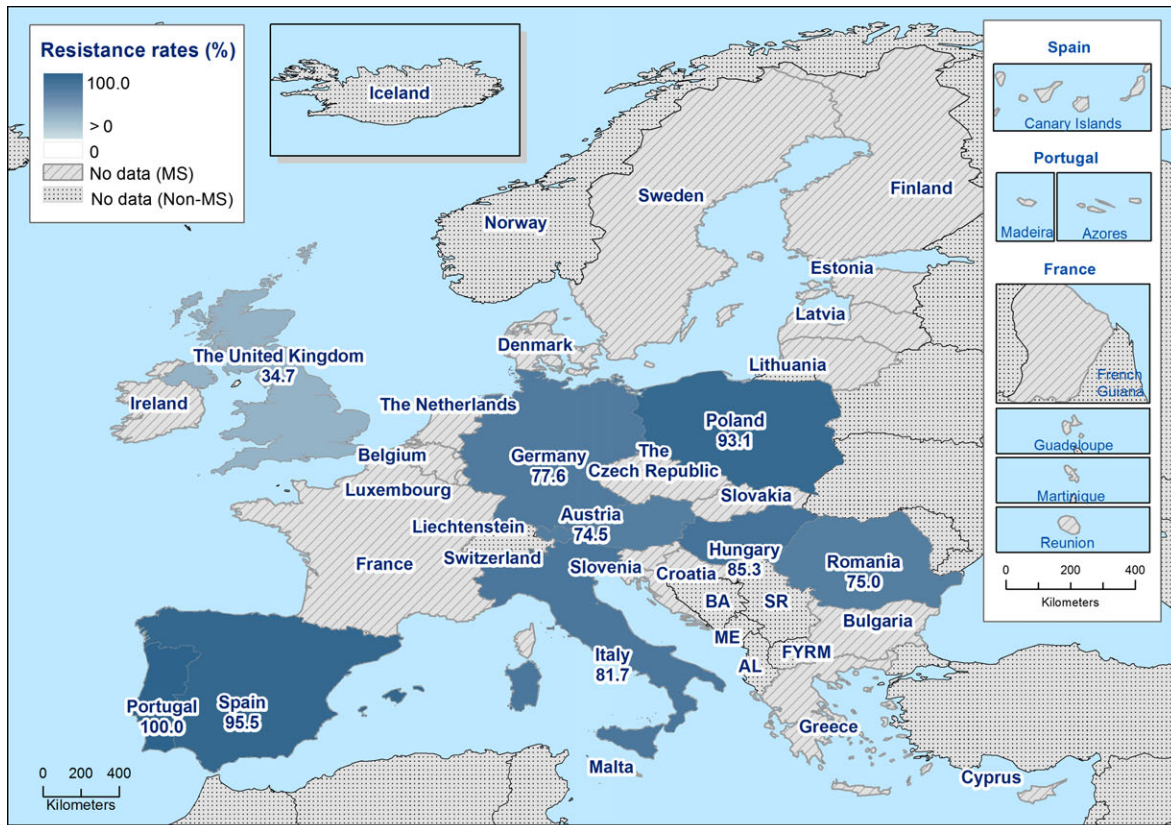 Resistance rates (%)
100.0
> 0
0
No data (MS)
No data (Non-MS)
Iceland
Norway
Sweden
Finland
Estonia
Latvia
Lithuania
Denmark
The United Kingdom
34.7
Ireland
The Netherlands
Belgium
Luxembourg
Germany
77.6
Poland
93.1
The
Czech Republic
Slovakia
Liechtenstein
Austria
74.5
Switzerland
France
Slovenia
Hungary
85.3
Romania
75.0
Croatia
BA
SR
Bulgaria
ME
FYRM
AL
Italy
81.7
Portugal
100.0
Spain
95.5
Greece
Malta
Cyprus
0 200 400
Kilometers
Spain
Canary Islands
Portugal
Madeira
Azores
France
French
Guiana
Guadeloupe
Martinique
Reunion
0 200 400
Kilometers